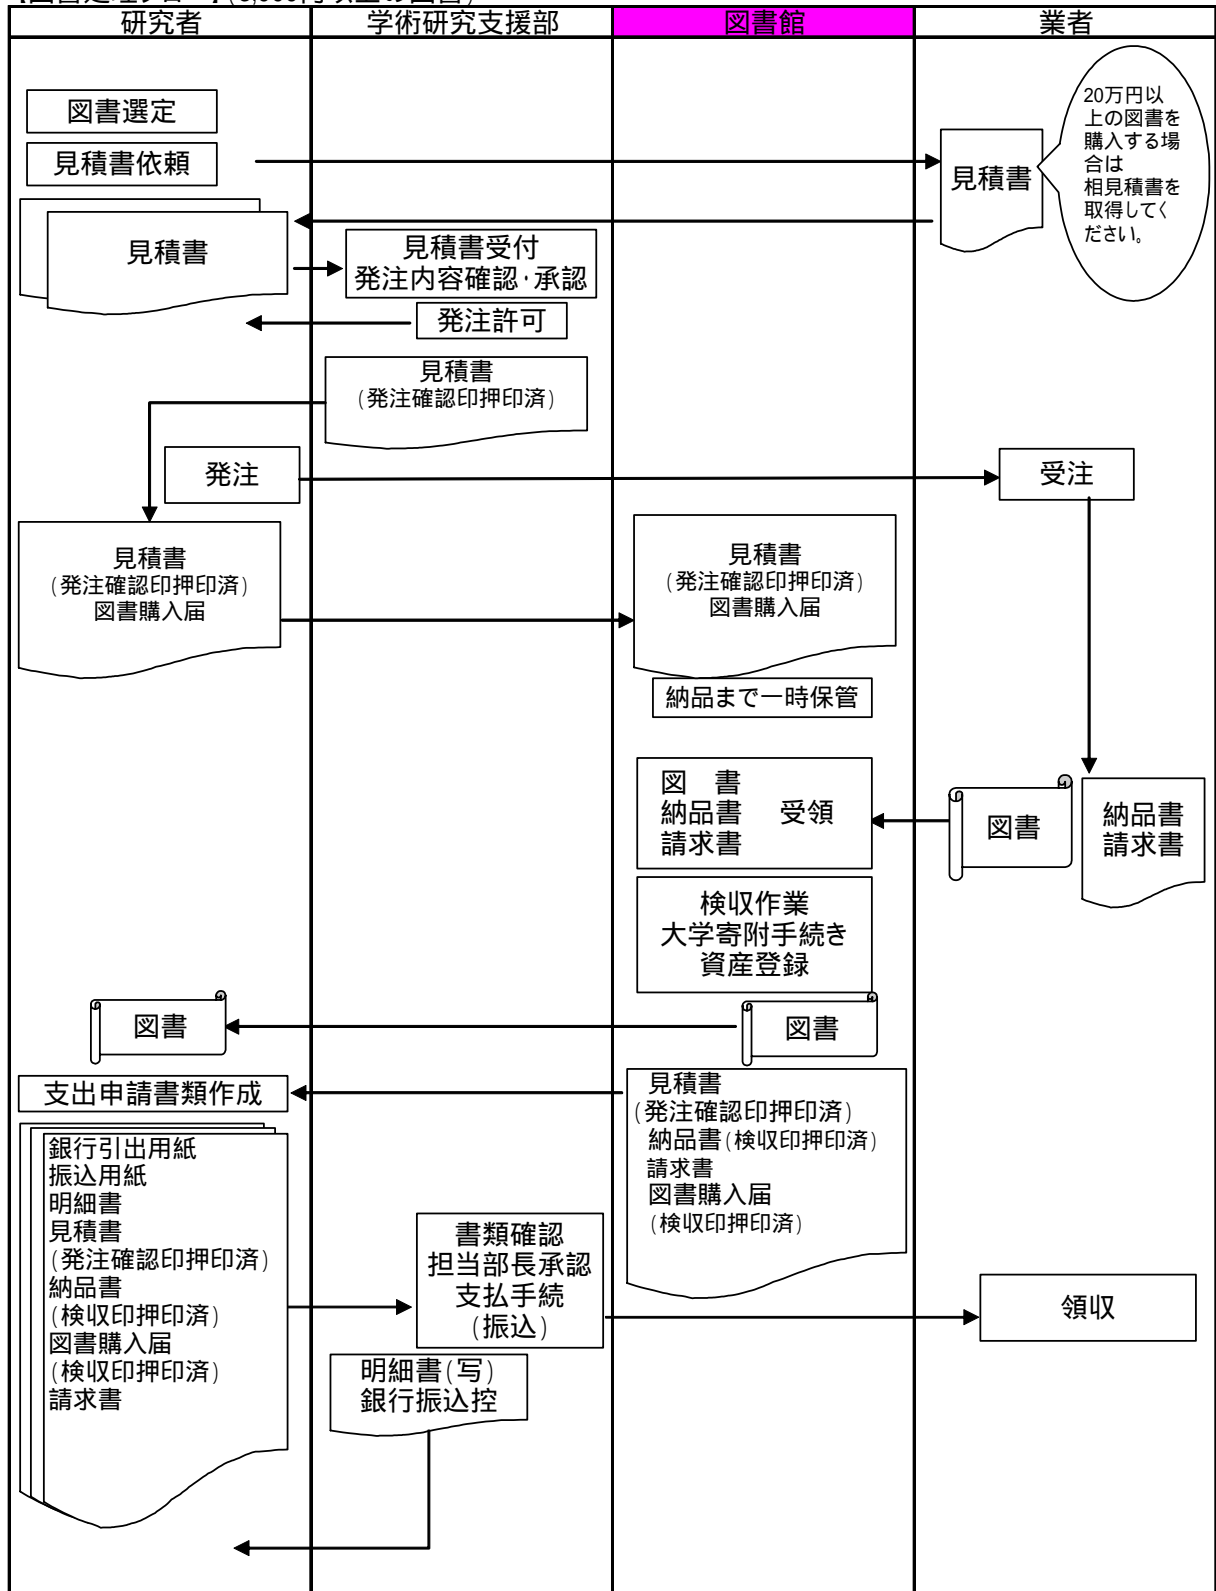 研究者
学術研究支援部
図書館
業者
図書選定
見積書依頼
見積書
20万円以
上の図書を
購入する場
合は
相見積書を
取得してく
ださい。
見積書
見積書受付
発注内容確認・承認
発注許可
見積書
(発注確認印押印済)
発注
受注
見積書
(発注確認印押印済)
図書購入届
見積書
(発注確認印押印済)
図書購入届
納品まで一時保管
図　書
納品書　受領
請求書
図書
納品書
請求書
検収作業
大学寄附手続き
資産登録
図書
図書
支出申請書類作成
見積書
(発注確認印押印済)
納品書(検収印押印済)
請求書
図書購入届
(検収印押印済)
銀行引出用紙
振込用紙
明細書
見積書
(発注確認印押印済)
納品書
(検収印押印済)
図書購入届
(検収印押印済)
請求書
書類確認
担当部長承認
支払手続
(振込)
領収
明細書(写)
銀行振込控